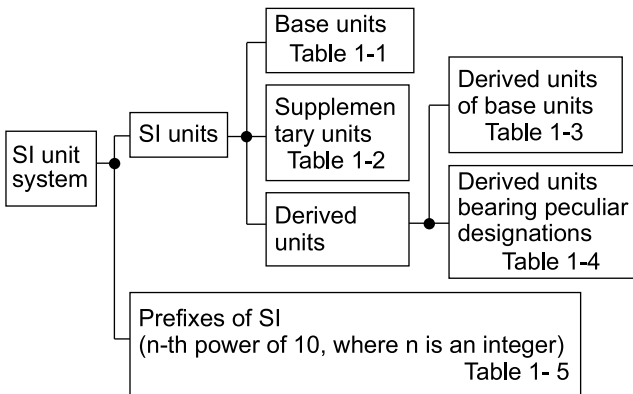 SI unit
system
SI units
Base units
Table 1-1
Supplemen
tary units
Table 1-2
Derived
units
Derived units
of base units
Table 1-3
Derived units
bearing peculiar
designations
Table 1-4
Prefixes of SI
(n-th power of 10, where n is an integer)
Table 1- 5